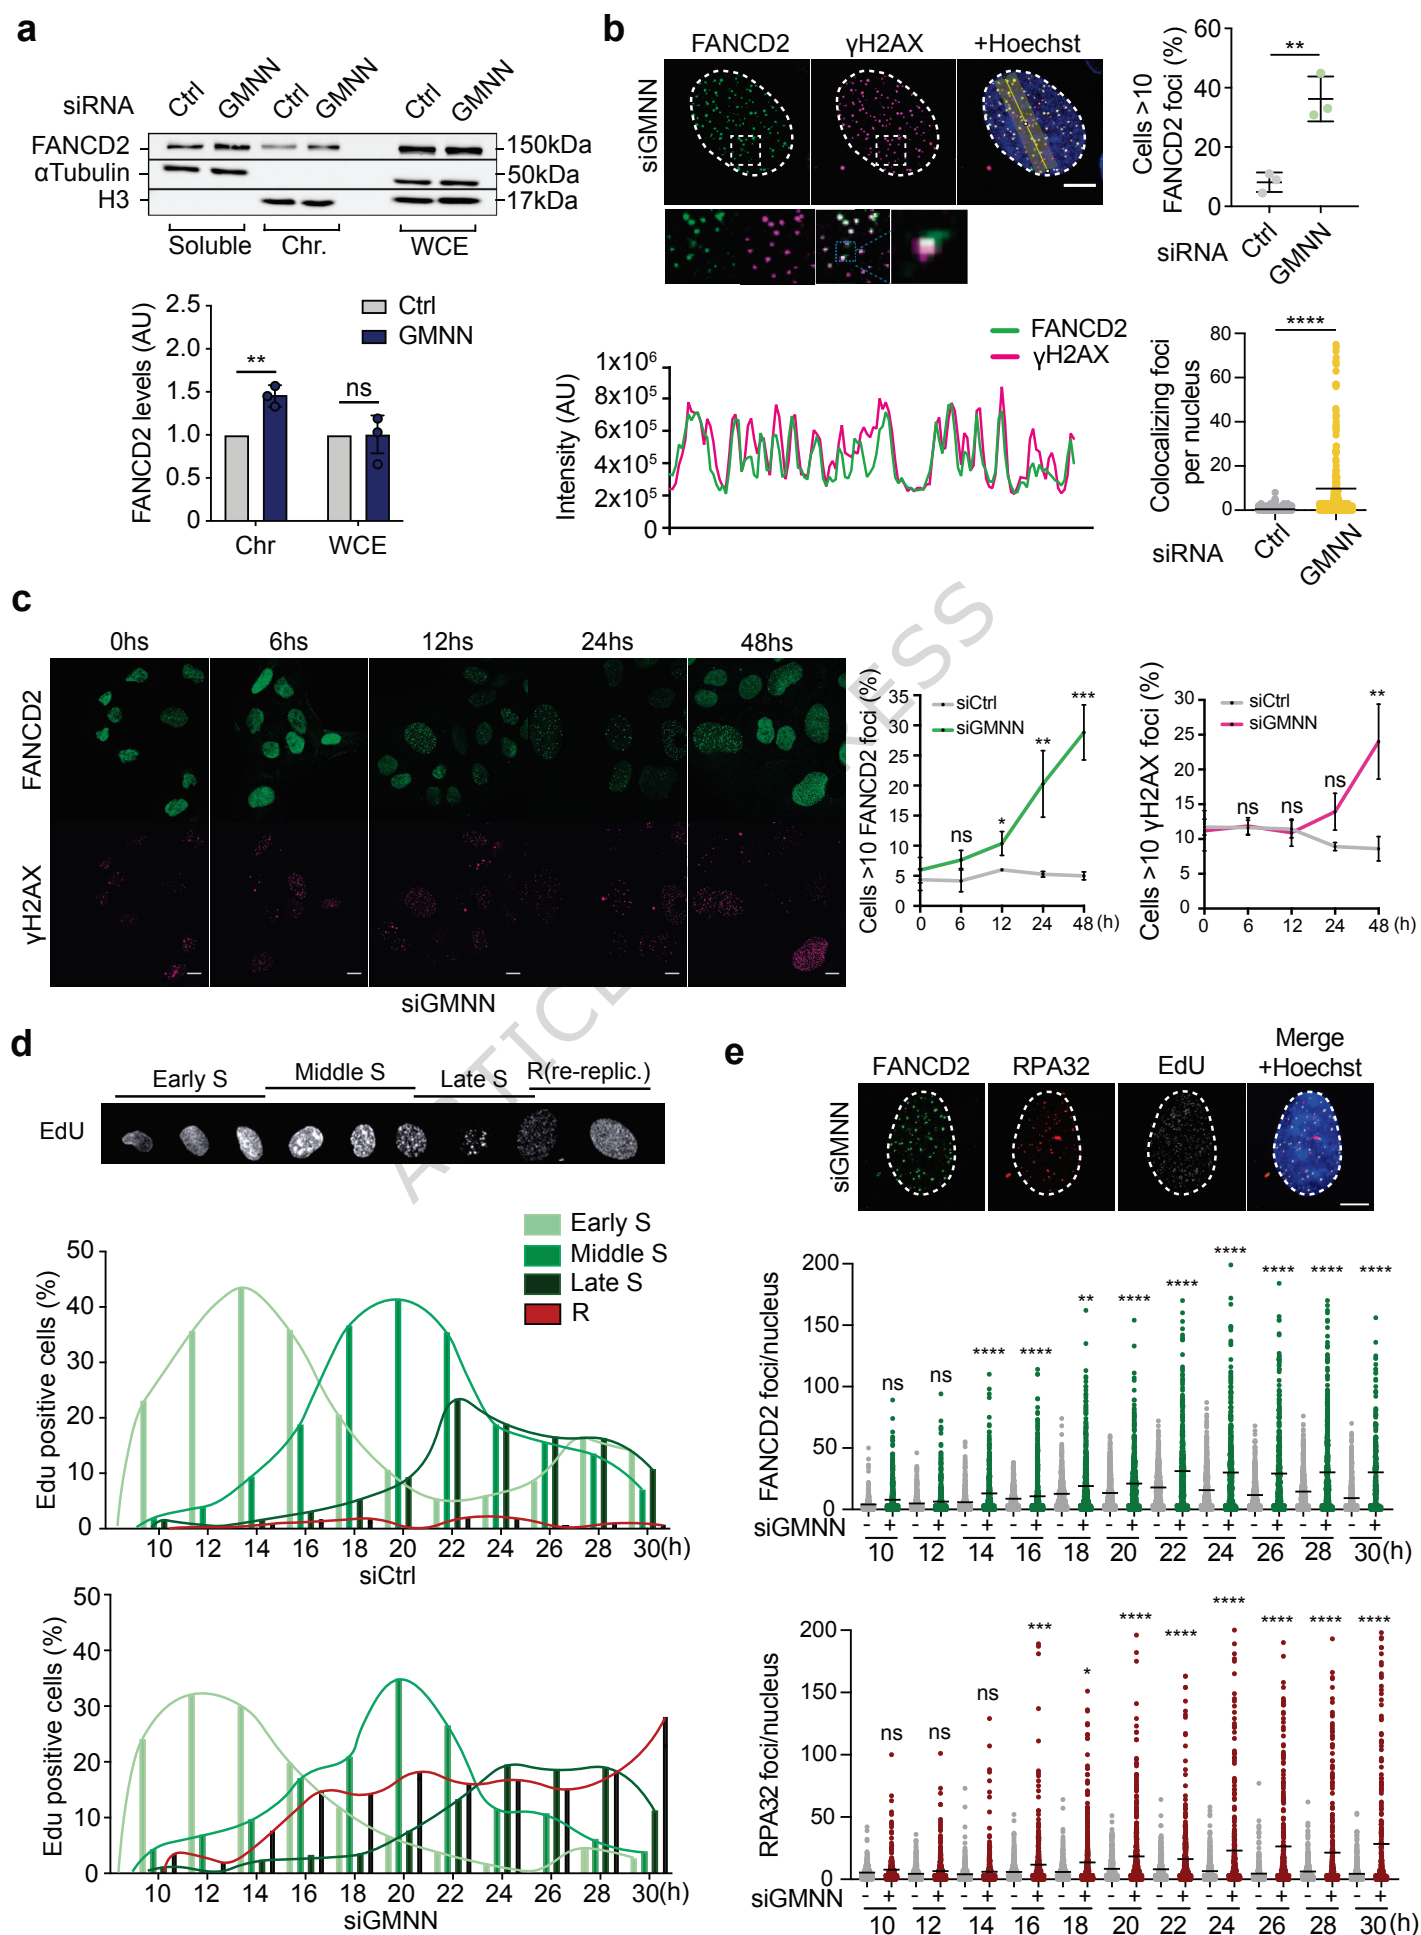 a
siRNA Ctrl GMNN Ctrl GMNN Ctrl GMNN
FANCD2 150kDa
αTubulin 50kDa
H3 17kDa
Soluble Chr. WCE
FANCD2 levels (AU)
2.5
2.0
1.5
1.0
0.5
0
Ctrl
GMNN
** ns
Chr WCE
b
FANCD2 γH2AX +Hoechst
siGMNN
Cells >10
FANCD2 foci (%)
60
40
20
0
**
siRNA Ctrl GMNN
FANCD2
γH2AX
Intensity (AU)
1x10⁶
8x10⁵
6x10⁵
4x10⁵
2x10⁵
0
Colocalizing foci
per nucleus
80
60
40
20
0
****
siRNA Ctrl GMNN
c
0hs 6hs 12hs 24hs 48hs
FANCD2
γH2AX
siGMNN
Cells >10 FANCD2 foci (%)
35
30
25
20
15
10
5
0
siCtrl
siGMNN
ns * ** ***
0 6 12 24 48 (h)
Cells >10 γH2AX foci (%)
30
25
20
15
10
5
0
siCtrl
siGMNN
ns ns ns **
0 6 12 24 48 (h)
d
Early S Middle S Late S R(re-replic.)
EdU
Early S
Middle S
Late S
R
Edu positive cells (%)
50
40
30
20
10
0
10 12 14 16 18 20 22 24 26 28 30(h)
siCtrl
Edu positive cells (%)
50
40
30
20
10
0
10 12 14 16 18 20 22 24 26 28 30(h)
siGMNN
e
FANCD2 RPA32 EdU Merge
+Hoechst
siGMNN
FANCD2 foci/nucleus
200
150
100
50
0
ns ns **** **** ** **** **** **** **** **** ****
siGMNN - + - + - + - + - + - + - + - + - + - + - +
10 12 14 16 18 20 22 24 26 28 30(h)
RPA32 foci/nucleus
200
150
100
50
0
ns ns ns *** * **** **** **** **** **** ****
siGMNN - + - + - + - + - + - + - + - + - + - + - +
10 12 14 16 18 20 22 24 26 28 30(h)